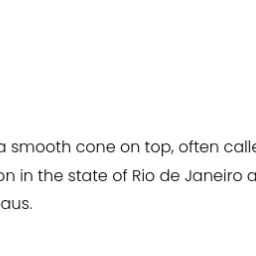 a smooth cone on top, often calle
on in the state of Rio de Janeiro a
aus.